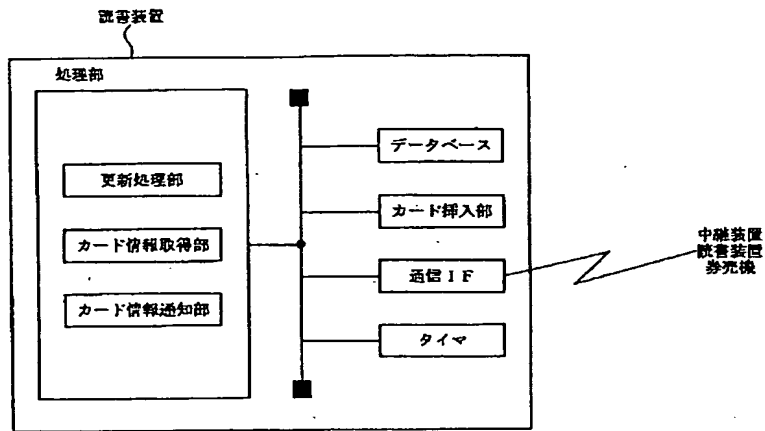 読書装置
処理部
更新処理部
カード情報取得部
カード情報通知部
データベース
カード挿入部
通信IF
タイマ
中継装置
読書装置
券売機